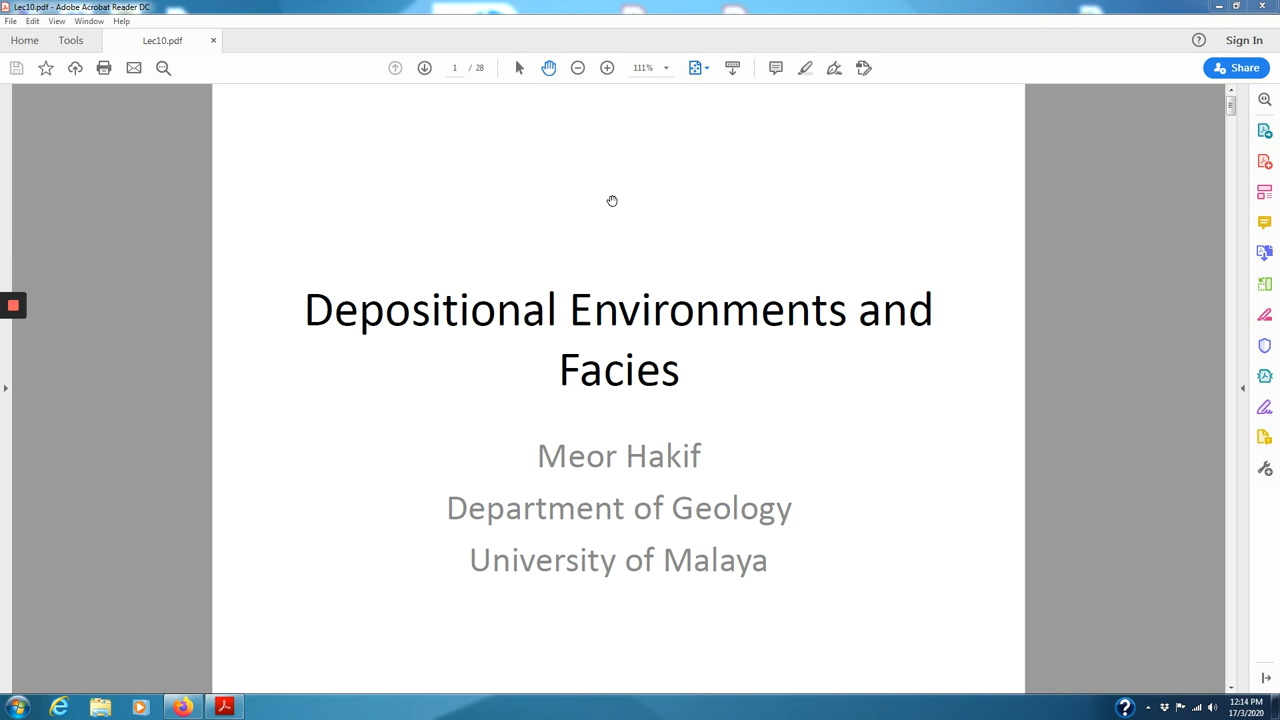 Lec10.pdf - Adobe Acrobat Reader DC
File Edit View Window Help
Home Tools Lec10.pdf × Sign In
1 / 28 111% Share
Depositional Environments and
Facies
Meor Hakif
Department of Geology
University of Malaya
12:14 PM
17/3/2020